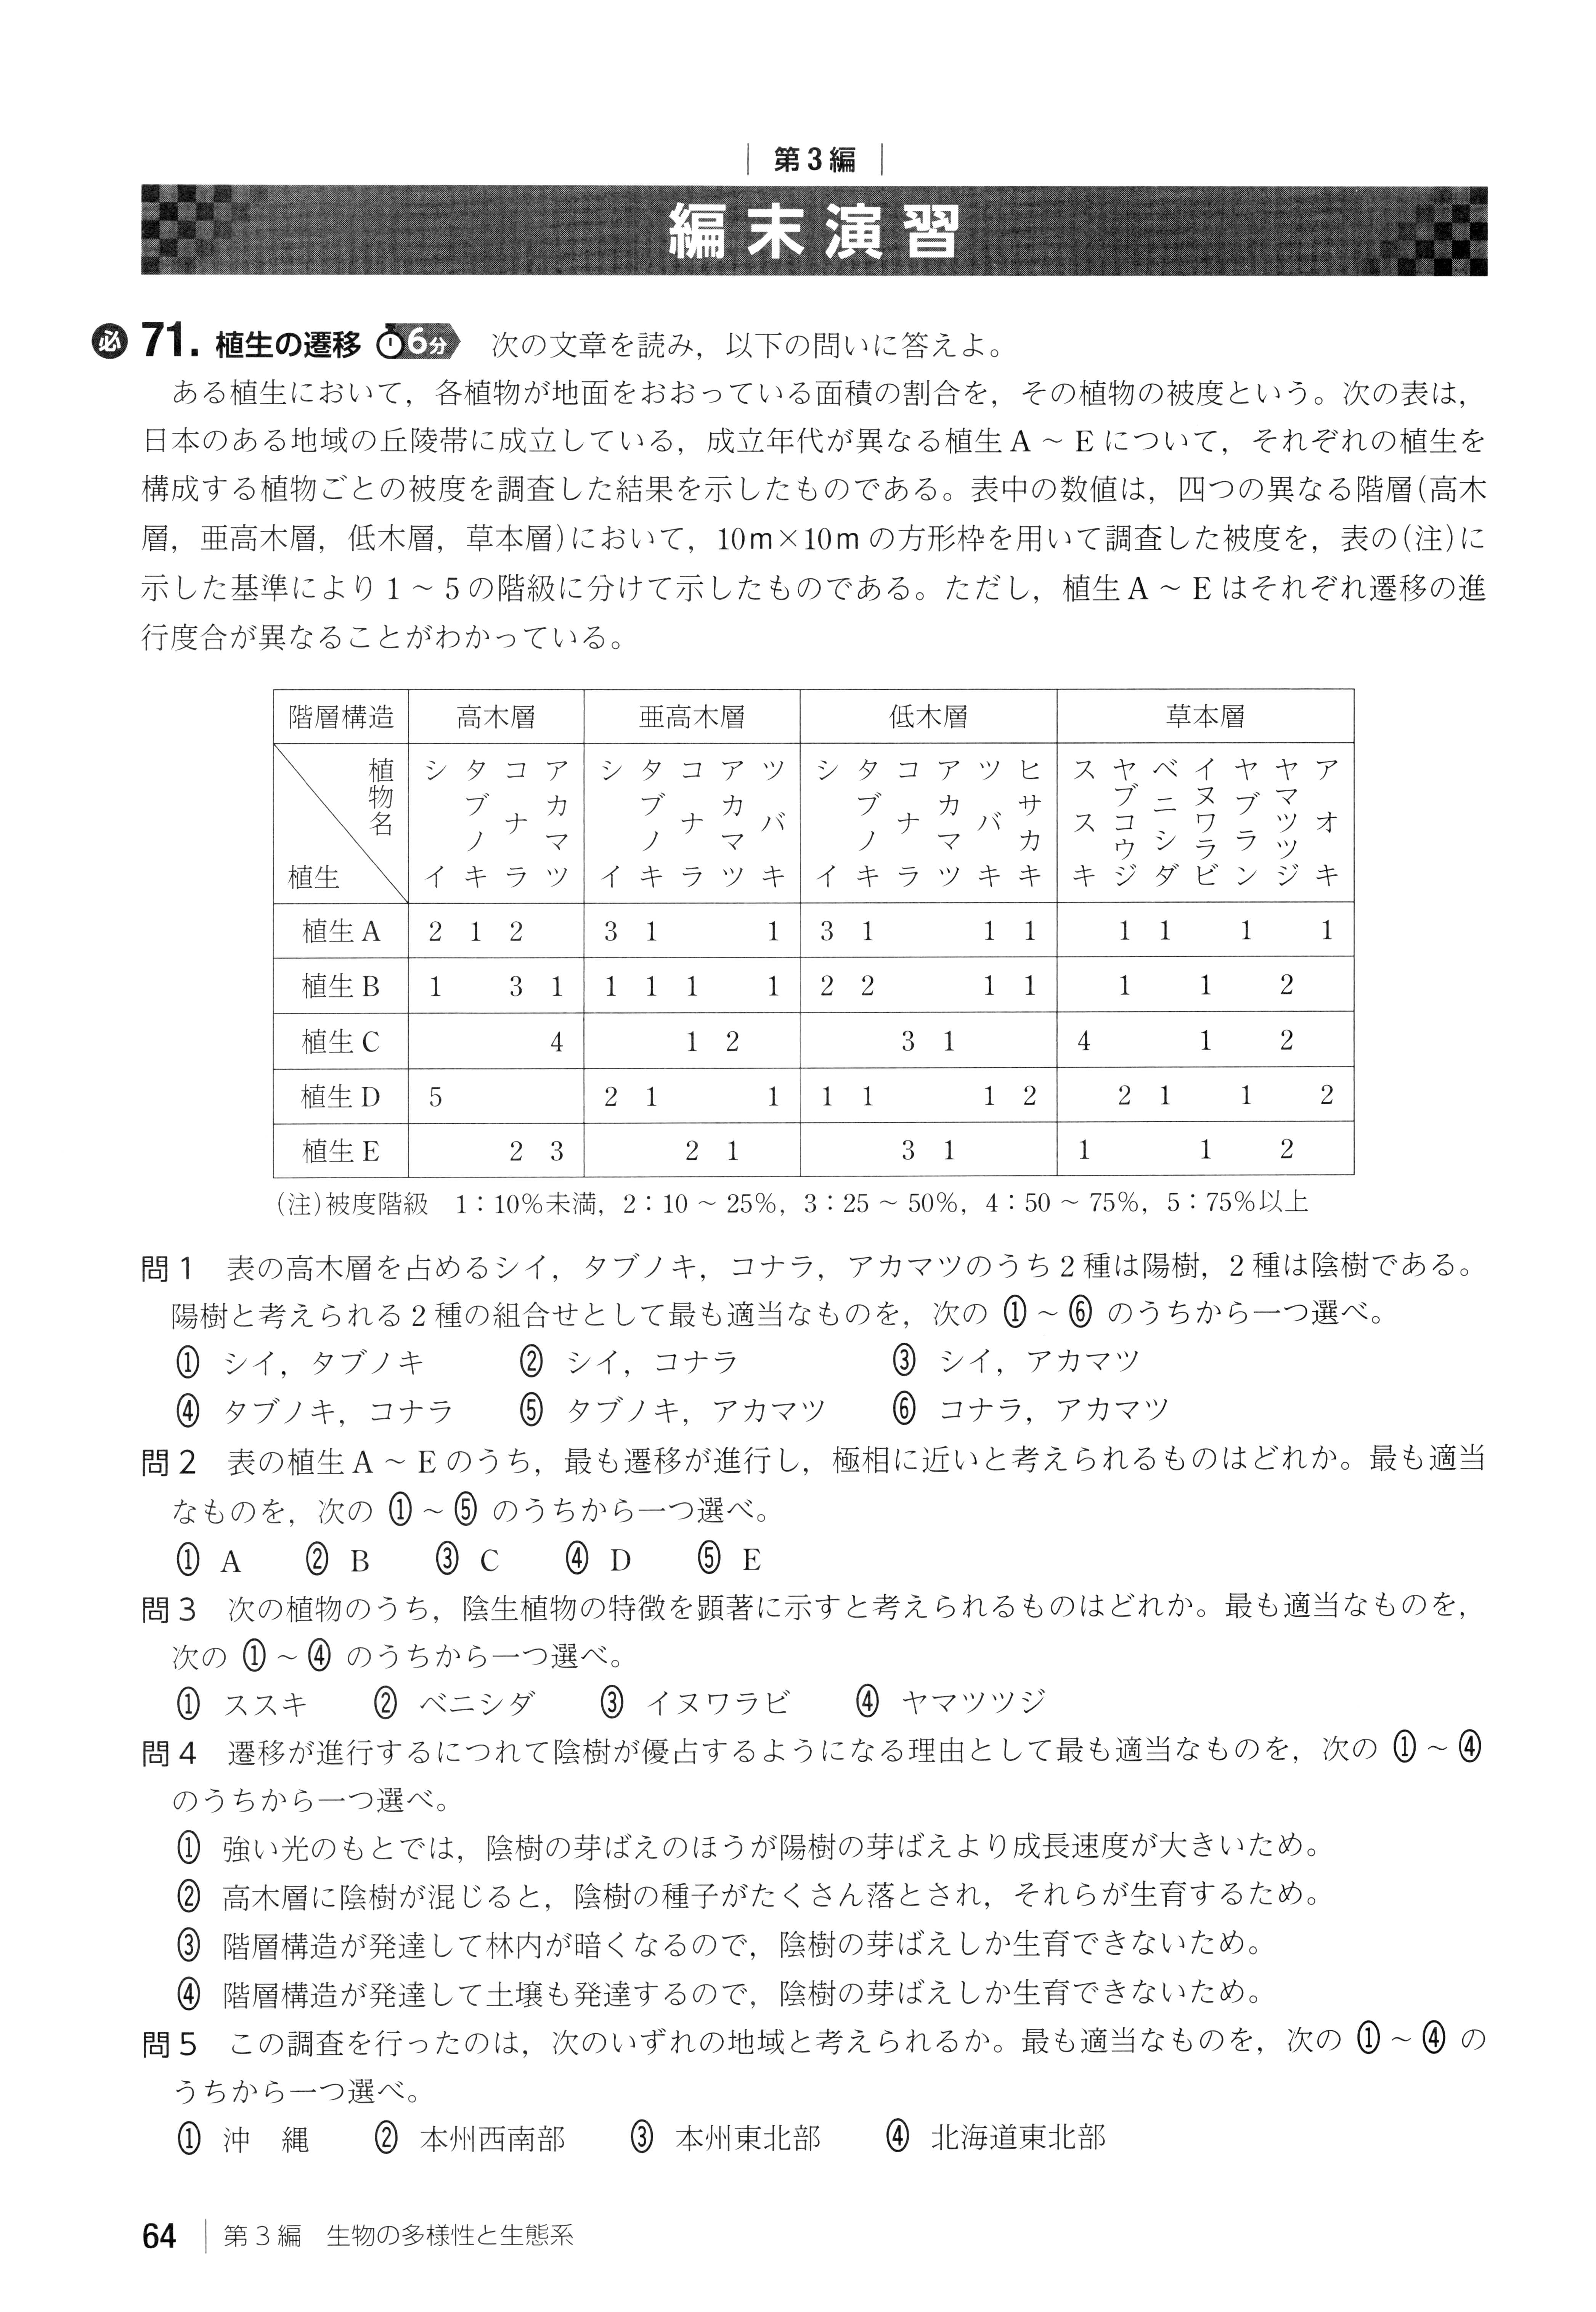 第3編
編末演習
必 71. 植生の遷移 6分 次の文章を読み，以下の問いに答えよ。
ある植生において，各植物が地面をおおっている面積の割合を，その植物の被度という。次の表は，
日本のある地域の丘陵帯に成立している，成立年代が異なる植生A～Eについて，それぞれの植生を
構成する植物ごとの被度を調査した結果を示したものである。表中の数値は，四つの異なる階層(高木
層，亜高木層，低木層，草本層)において，10m×10mの方形枠を用いて調査した被度を，表の(注)に
示した基準により1～5の階級に分けて示したものである。ただし，植生A～Eはそれぞれ遷移の進
行度合が異なることがわかっている。
階層構造 高木層 亜高木層 低木層 草本層
植物名 植生 シイ タブノキ コナラ アカマツ シイ タブノキ コナラ アカマツ ツバキ シイ タブノキ コナラ アカマツ ツバキ ヒサカキ ススキ ヤブコウジ ベニシダ イヌワラビ ヤブラン ヤマツツジ アオキ
植生A 2 1 2 3 1 1 3 1 1 1 1 1 1 1
植生B 1 3 1 1 1 1 1 2 2 1 1 1 1 2
植生C 4 1 2 3 1 4 1 2
植生D 5 2 1 1 1 1 1 2 2 1 1 2
植生E 2 3 2 1 3 1 1 1 2
(注)被度階級 1：10％未満，2：10～25％，3：25～50％，4：50～75％，5：75％以上
問1 表の高木層を占めるシイ，タブノキ，コナラ，アカマツのうち2種は陽樹，2種は陰樹である。
陽樹と考えられる2種の組合せとして最も適当なものを，次の①～⑥のうちから一つ選べ。
① シイ，タブノキ ② シイ，コナラ ③ シイ，アカマツ
④ タブノキ，コナラ ⑤ タブノキ，アカマツ ⑥ コナラ，アカマツ
問2 表の植生A～Eのうち，最も遷移が進行し，極相に近いと考えられるものはどれか。最も適当
なものを，次の①～⑤のうちから一つ選べ。
① A ② B ③ C ④ D ⑤ E
問3 次の植物のうち，陰生植物の特徴を顕著に示すと考えられるものはどれか。最も適当なものを，
次の①～④のうちから一つ選べ。
① ススキ ② ベニシダ ③ イヌワラビ ④ ヤマツツジ
問4 遷移が進行するにつれて陰樹が優占するようになる理由として最も適当なものを，次の①～④
のうちから一つ選べ。
① 強い光のもとでは，陰樹の芽ばえのほうが陽樹の芽ばえより成長速度が大きいため。
② 高木層に陰樹が混じると，陰樹の種子がたくさん落とされ，それらが生育するため。
③ 階層構造が発達して林内が暗くなるので，陰樹の芽ばえしか生育できないため。
④ 階層構造が発達して土壌も発達するので，陰樹の芽ばえしか生育できないため。
問5 この調査を行ったのは，次のいずれの地域と考えられるか。最も適当なものを，次の①～④の
うちから一つ選べ。
① 沖 縄 ② 本州西南部 ③ 本州東北部 ④ 北海道東北部
64 第3編 生物の多様性と生態系